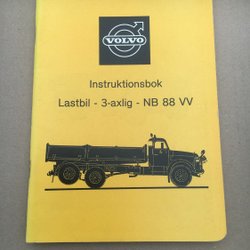 VOLVO
Instruktionsbok
Lastbil - 3-axlig - NB 88 VV